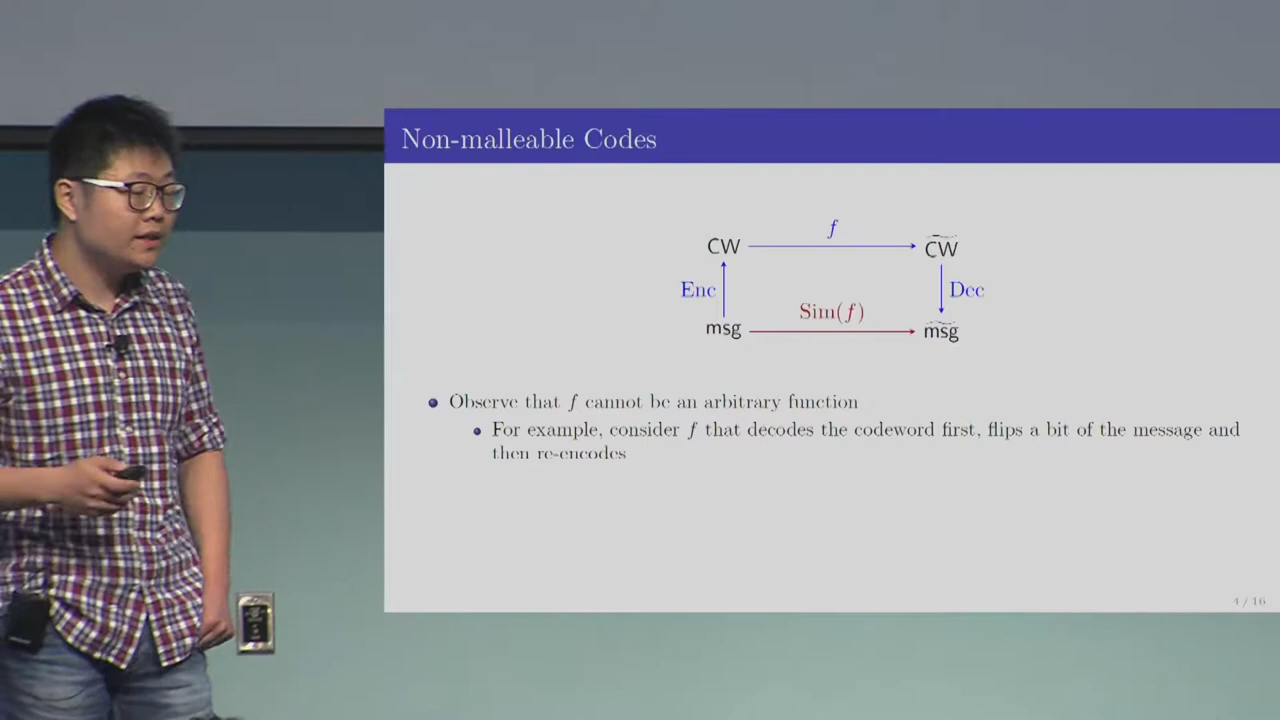 Non-malleable Codes
f
CW
C͠W
Enc
Dec
Sim(f)
msg
m͠sg
Observe that f cannot be an arbitrary function
For example, consider f that decodes the codeword first, flips a bit of the message and
then re-encodes
4 / 16